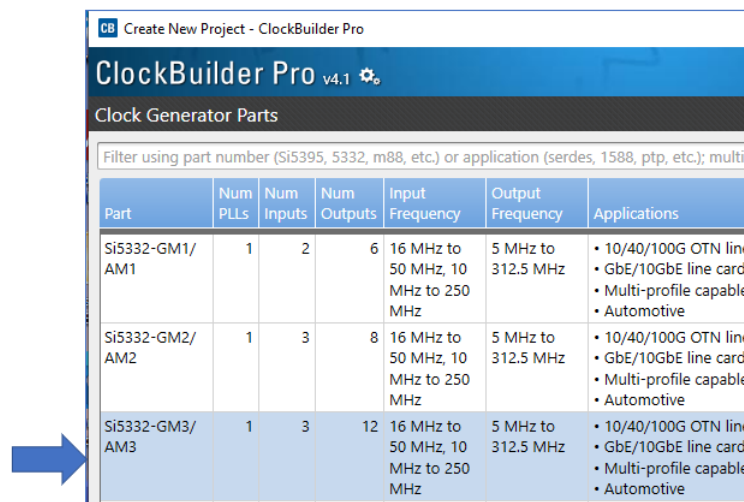 CB Create New Project - ClockBuilder Pro
ClockBuilder Pro v4.1
Clock Generator Parts
Filter using part number (Si5395, 5332, m88, etc.) or application (serdes, 1588, ptp, etc.); multi
Part Num PLLs Num Inputs Num Outputs Input Frequency Output Frequency Applications
Si5332-GM1/ 1 2 6 16 MHz to 5 MHz to • 10/40/100G OTN line
AM1 50 MHz, 10 312.5 MHz • GbE/10GbE line card
MHz to 250 • Multi-profile capable
MHz • Automotive
Si5332-GM2/ 1 3 8 16 MHz to 5 MHz to • 10/40/100G OTN line
AM2 50 MHz, 10 312.5 MHz • GbE/10GbE line card
MHz to 250 • Multi-profile capable
MHz • Automotive
Si5332-GM3/ 1 3 12 16 MHz to 5 MHz to • 10/40/100G OTN line
AM3 50 MHz, 10 312.5 MHz • GbE/10GbE line card
MHz to 250 • Multi-profile capable
MHz • Automotive